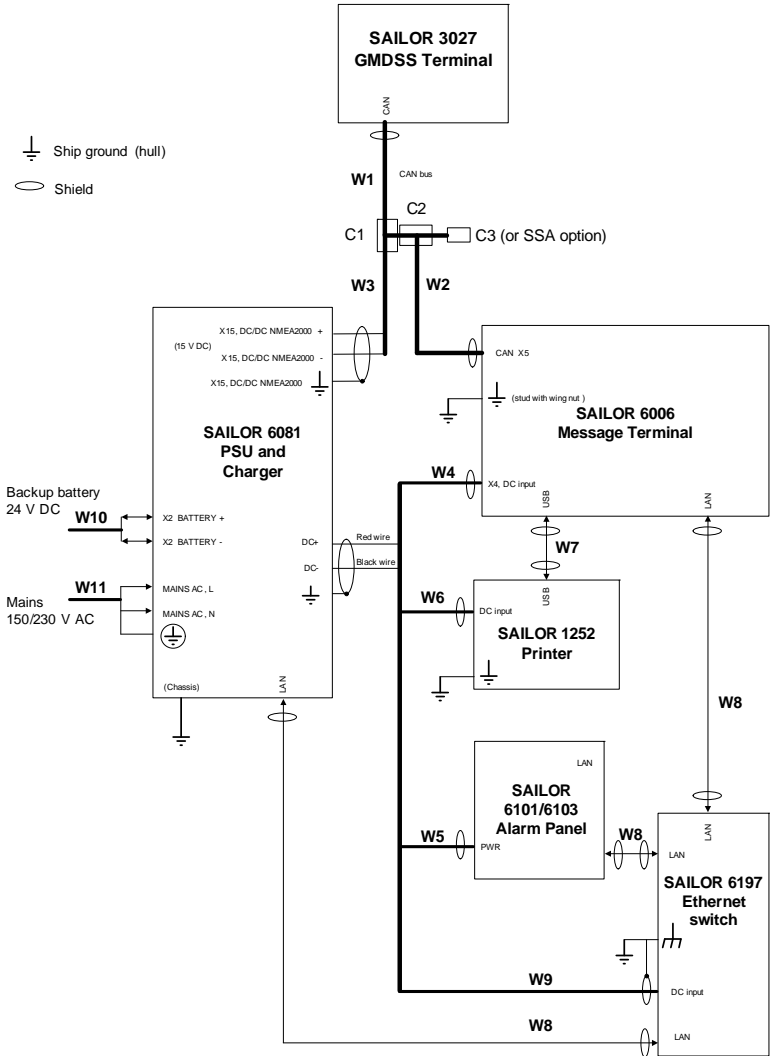 SAILOR 3027
GMDSS Terminal
CAN
Ship ground (hull)
Shield
W1
CAN bus
C2
C1
C3 (or SSA option)
W3
W2
X15, DC/DC NMEA2000 +
(15 V DC)
X15, DC/DC NMEA2000 -
X15, DC/DC NMEA2000
CAN X5
(stud with wing nut )
SAILOR 6006
Message Terminal
SAILOR 6081
PSU and
Charger
W4
X4, DC input
USB
LAN
Backup battery
24 V DC
W10
X2 BATTERY +
X2 BATTERY -
DC+
Red wire
DC-
Black wire
W7
W11
Mains
150/230 V AC
MAINS AC, L
MAINS AC, N
W6
USB
DC input
SAILOR 1252
Printer
(Chassis)
LAN
W8
LAN
SAILOR
6101/6103
Alarm Panel
W5
PWR
W8
LAN
LAN
SAILOR 6197
Ethernet
switch
W9
DC input
W8
LAN